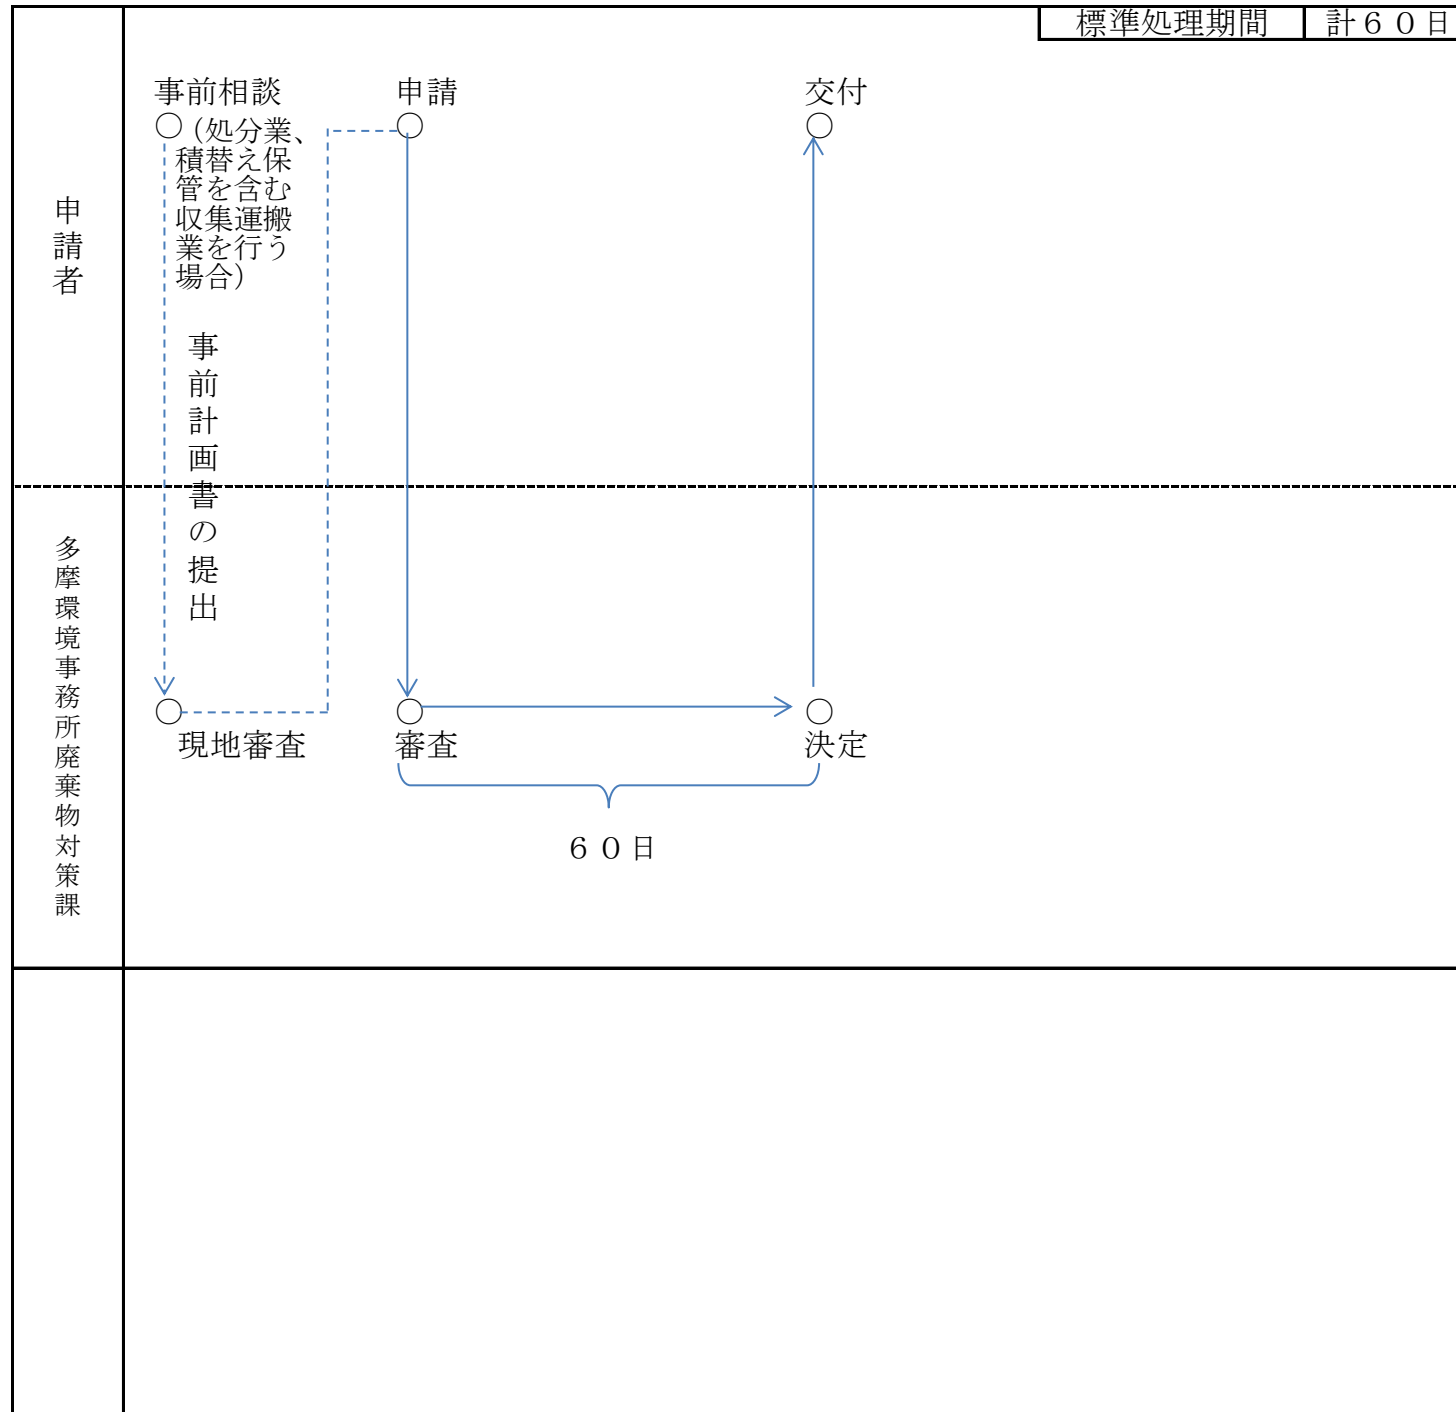 標準処理期間
計６０日
事前相談
（処分業、
積替え保
管を含む
収集運搬
業を行う
場合）
申請
交付
申請者
事前計画書の提出
多摩環境事務所廃棄物対策課
現地審査
審査
決定
６０日